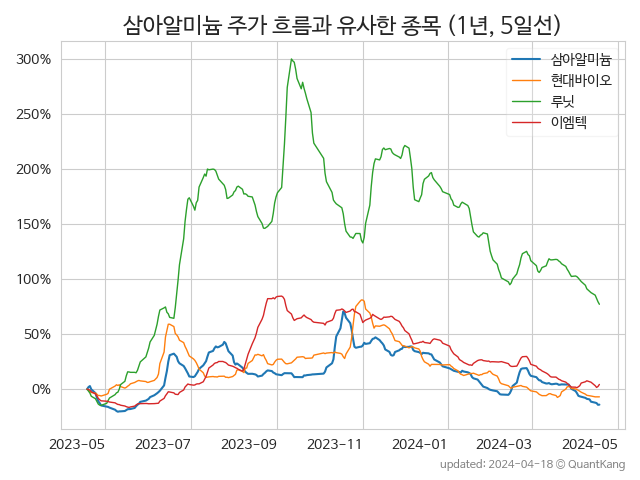 삼아알미늄 주가 흐름과 유사한 종목 (1년, 5일선)
삼아알미늄
현대바이오
루닛
이엠텍
300%
250%
200%
150%
100%
50%
0%
2023-05 2023-07 2023-09 2023-11 2024-01 2024-03 2024-05
updated: 2024-04-18 @ QuantKang